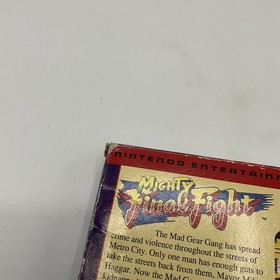 NINTENDO ENTERTAINM
MIGHTY
Final Fight
TM
The Mad Gear Gang has spread
crime and violence throughout the streets of
Metro City. Only one man has enough guts to
take the streets back from them, Mayor
Haggar. Now the Mad Gear